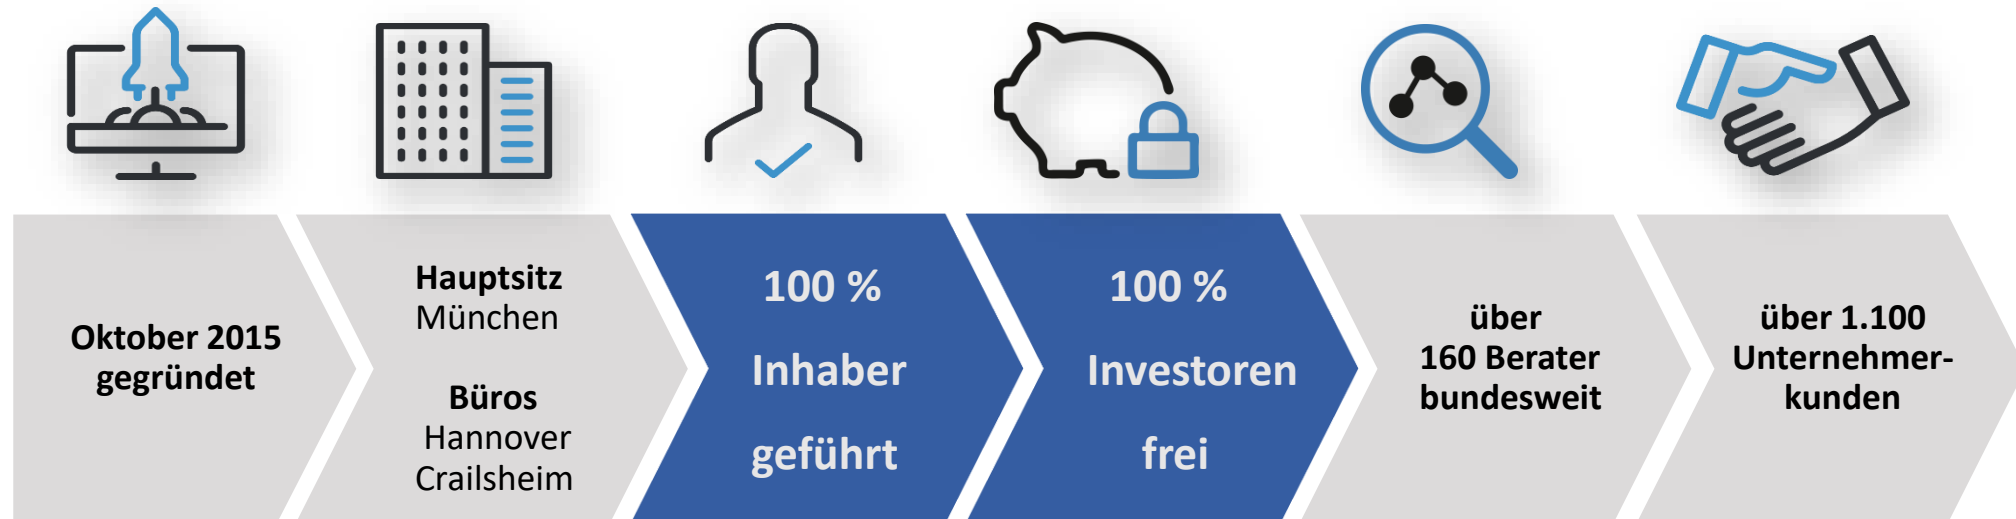 Oktober 2015
gegründet
Hauptsitz
München
Büros
Hannover
Crailsheim
100 %
Inhaber
geführt
100 %
Investoren
frei
über
160 Berater
bundesweit
über 1.100
Unternehmer-
kunden